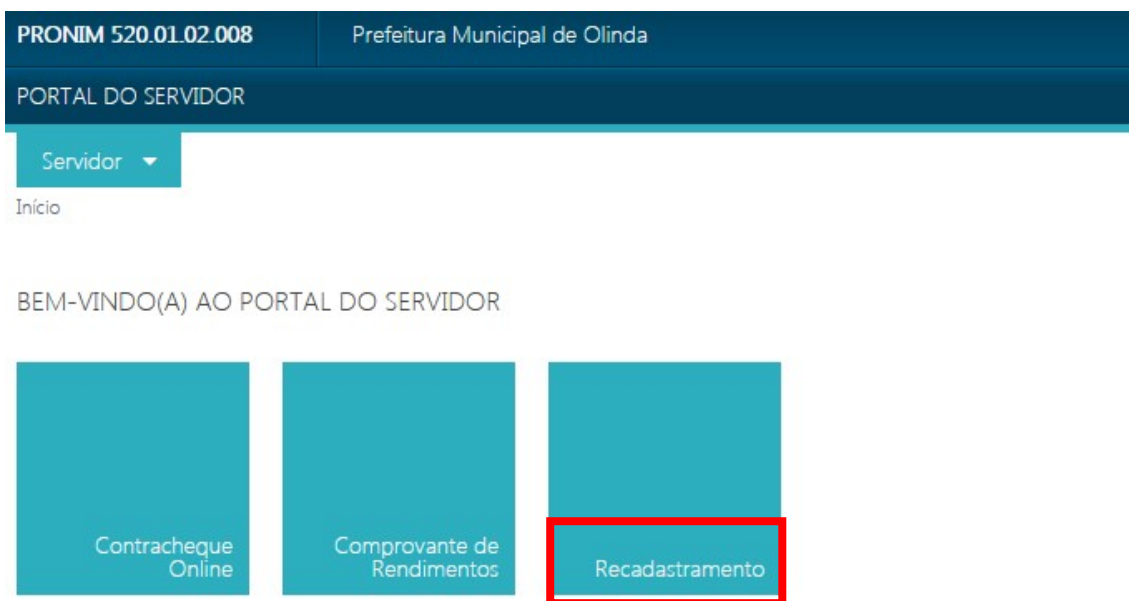 PRONIM 520.01.02.008 Prefeitura Municipal de Olinda
PORTAL DO SERVIDOR
Servidor
Início
BEM-VINDO(A) AO PORTAL DO SERVIDOR
Contracheque
Online
Comprovante de
Rendimentos
Recadastramento